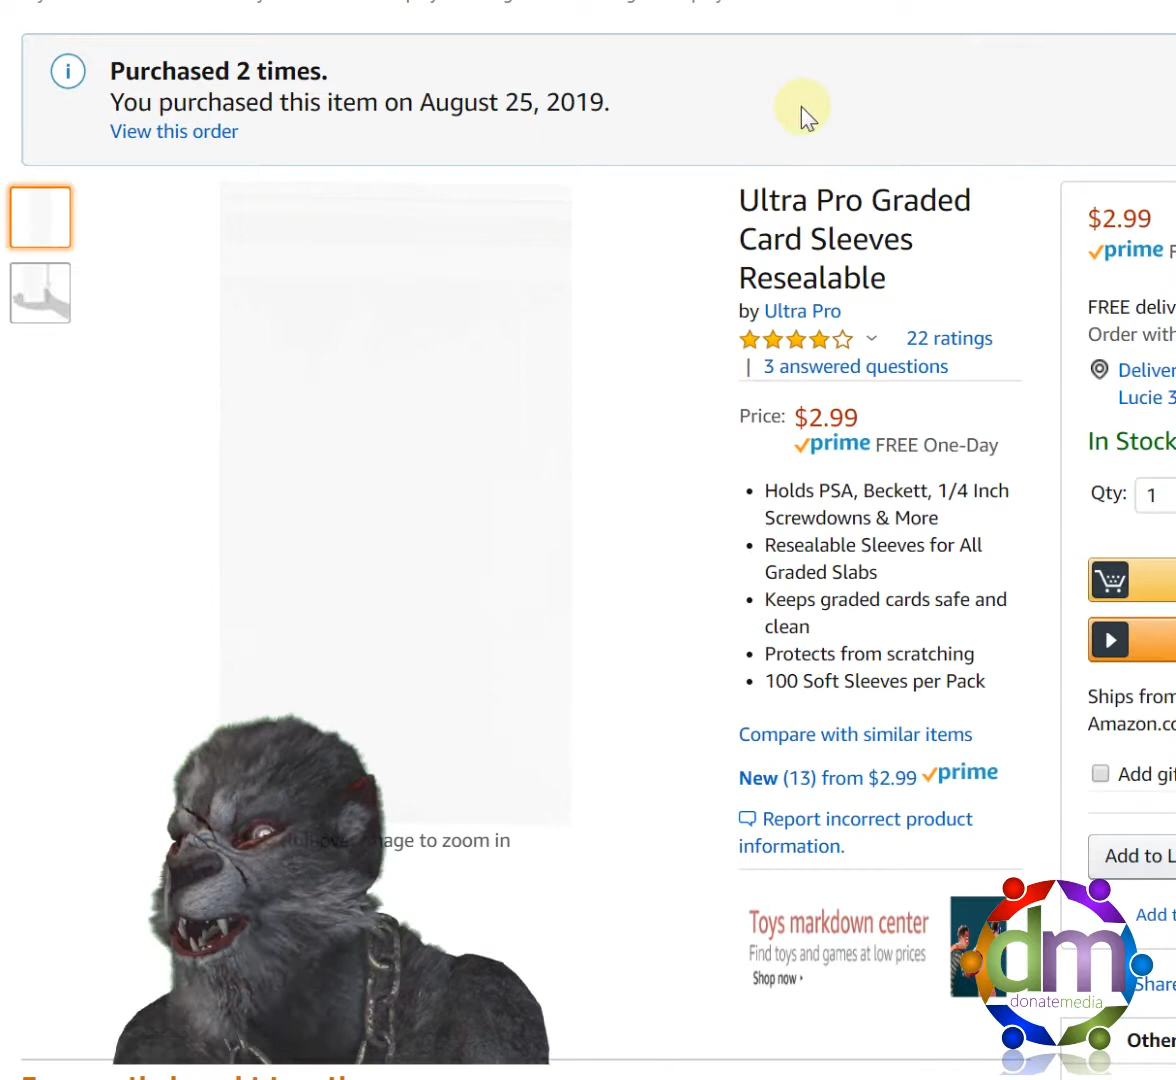 Purchased 2 times.
You purchased this item on August 25, 2019.
View this order
Ultra Pro Graded
Card Sleeves
Resealable
by Ultra Pro
22 ratings
| 3 answered questions
Price: $2.99
prime FREE One-Day
• Holds PSA, Beckett, 1/4 Inch
Screwdowns & More
• Resealable Sleeves for All
Graded Slabs
• Keeps graded cards safe and
clean
• Protects from scratching
• 100 Soft Sleeves per Pack
Compare with similar items
New (13) from $2.99 prime
Report incorrect product
information.
to zoom in
Toys markdown center
Find toys and games at low prices
Shop now
$2.99
prime F
FREE deliv
Order with
Deliver
Lucie 3
In Stock
Qty: 1
Ships from
Amazon.co
Add gif
Add to L
Add t
Share
Other
dm
donatemedia